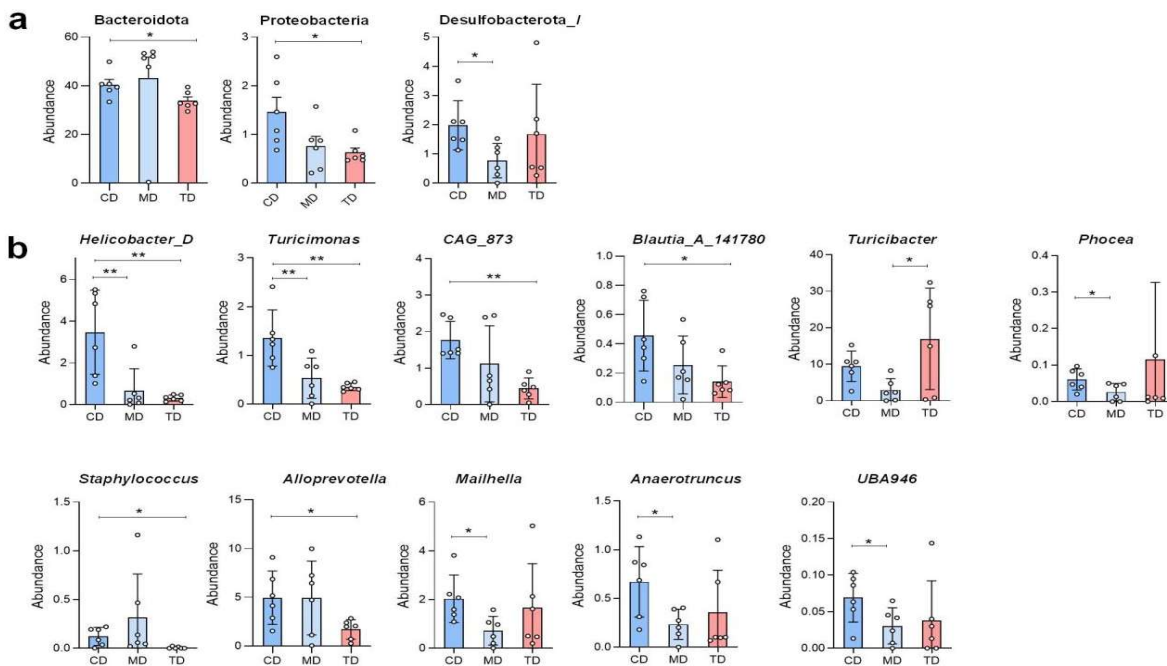 a
Bacteroidota
Proteobacteria
Desulfobacterota_I
Abundance
60
40
20
0
*
CD MD TD
Abundance
3
2
1
0
*
CD MD TD
Abundance
5
4
3
2
1
0
*
CD MD TD
b
Helicobacter_D
Turicimonas
CAG_873
Blautia_A_141780
Turicibacter
Phocea
Abundance
6
4
2
0
**
**
CD MD TD
Abundance
3
2
1
0
**
**
CD MD TD
Abundance
4
3
2
1
0
**
CD MD TD
Abundance
1.0
0.8
0.6
0.4
0.2
0.0
*
CD MD TD
Abundance
40
30
20
10
0
*
CD MD TD
Abundance
0.4
0.3
0.2
0.1
0.0
*
CD MD TD
Staphylococcus
Alloprevotella
Mailhella
Anaerotruncus
UBA946
Abundance
1.5
1.0
0.5
0.0
*
CD MD TD
Abundance
15
10
5
0
*
CD MD TD
Abundance
6
4
2
0
*
CD MD TD
Abundance
1.5
1.0
0.5
0.0
*
CD MD TD
Abundance
0.20
0.15
0.10
0.05
0.00
*
CD MD TD